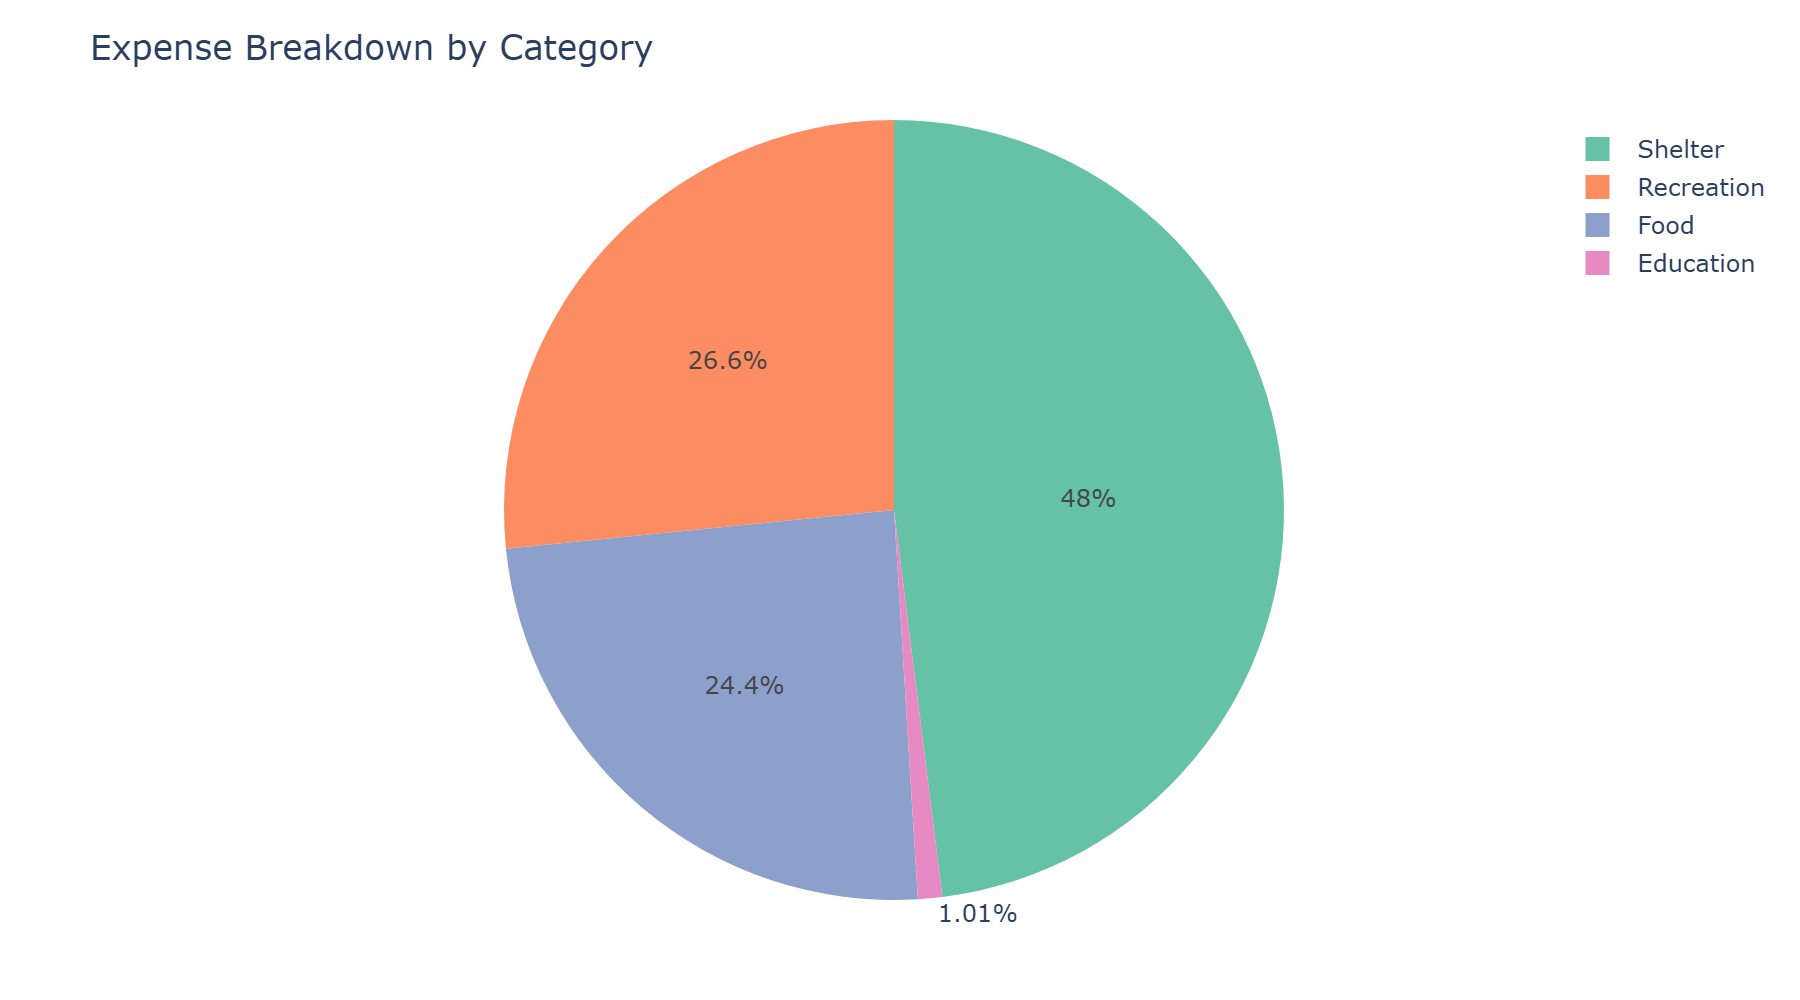 Expense Breakdown by Category
Shelter
Recreation
Food
Education
26.6%
48%
24.4%
1.01%